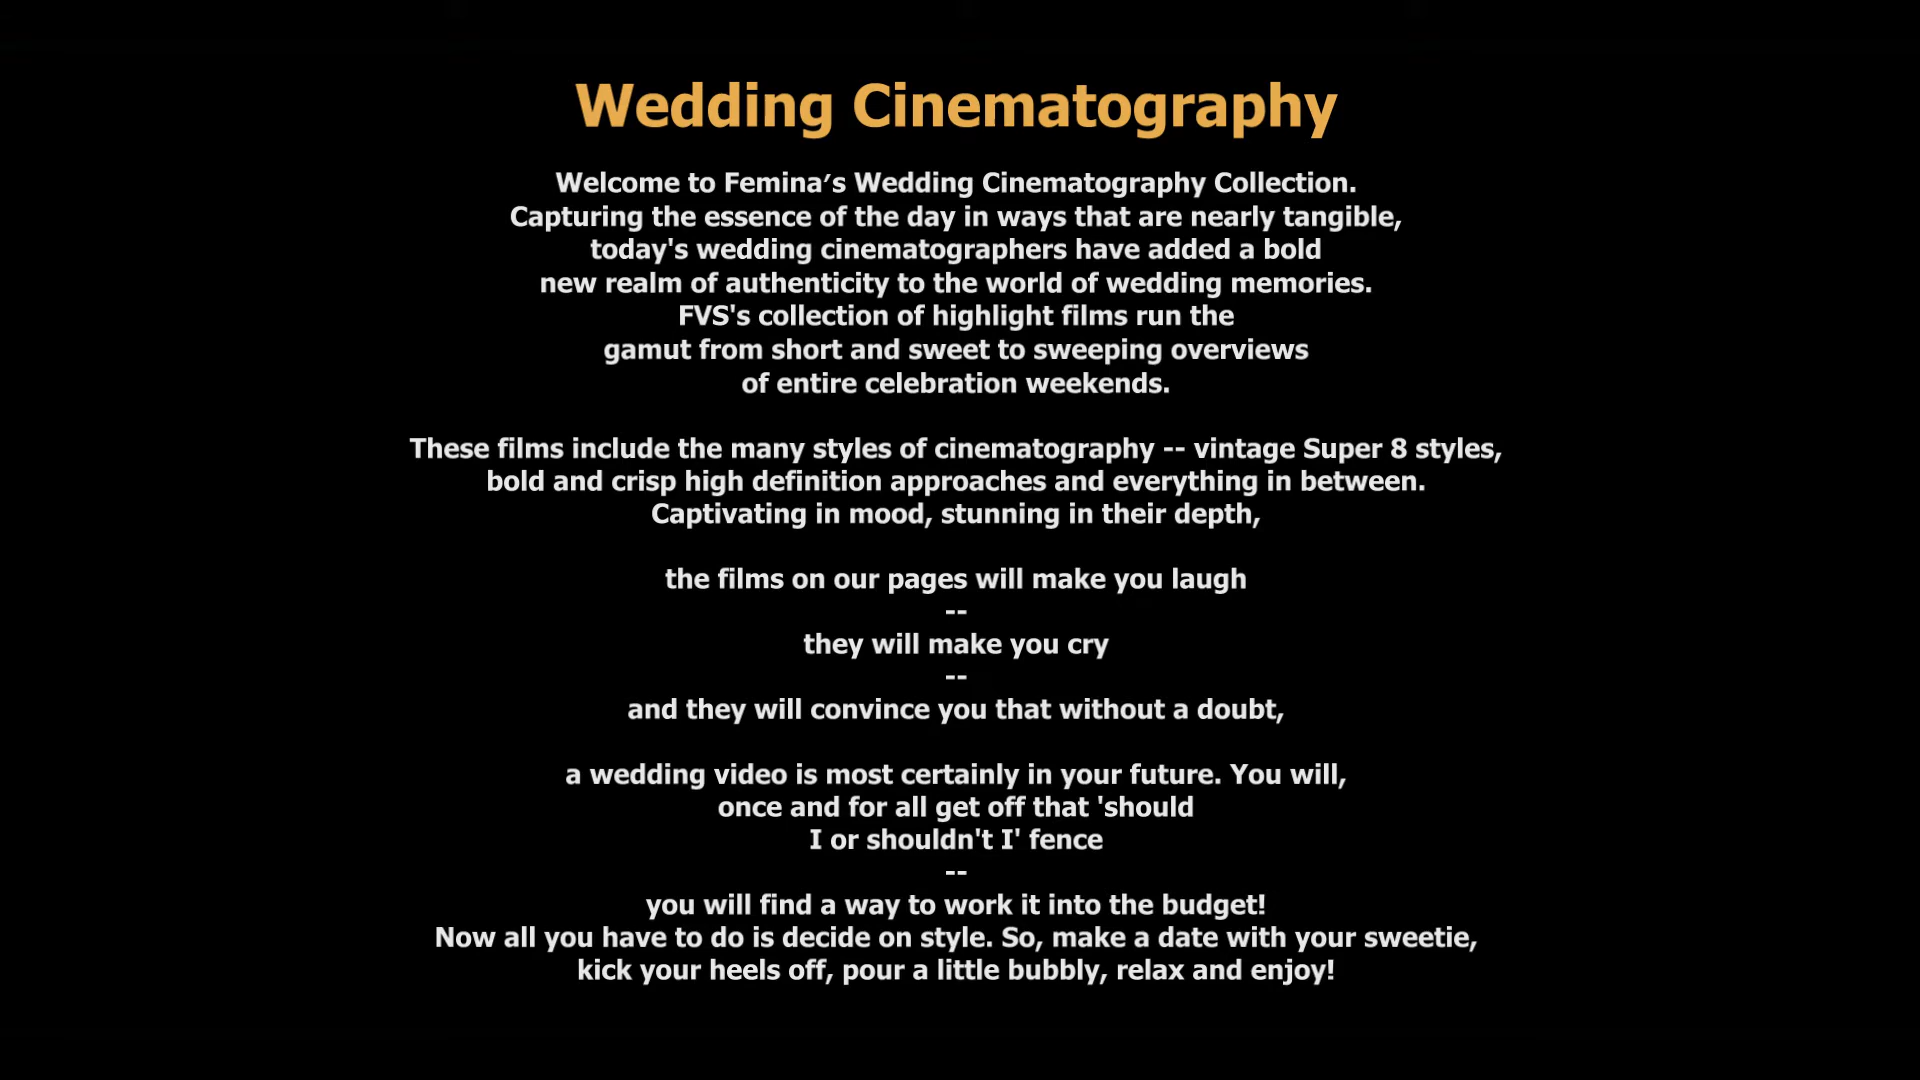 Wedding Cinematography
Welcome to Femina’s Wedding Cinematography Collection.
Capturing the essence of the day in ways that are nearly tangible,
today's wedding cinematographers have added a bold
new realm of authenticity to the world of wedding memories.
FVS's collection of highlight films run the
gamut from short and sweet to sweeping overviews
of entire celebration weekends.
These films include the many styles of cinematography -- vintage Super 8 styles,
bold and crisp high definition approaches and everything in between.
Captivating in mood, stunning in their depth,
the films on our pages will make you laugh
--
they will make you cry
--
and they will convince you that without a doubt,
a wedding video is most certainly in your future. You will,
once and for all get off that 'should
I or shouldn't I' fence
--
you will find a way to work it into the budget!
Now all you have to do is decide on style. So, make a date with your sweetie,
kick your heels off, pour a little bubbly, relax and enjoy!